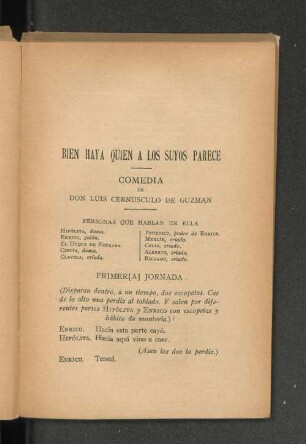 BIEN HAYA QUIEN A LOS SUYOS PARECE
COMEDIA
DE
DON LUIS CERNUSCULO DE GUZMAN
PERSONAS QUE HABLAN EN ELLA
HIPÓLITA, dama.
ENRICO, galán.
EL DUQUE DE FERRARA.
CINTIA, dama.
CLAVELA, criada.
FEDERICO, padre de ENRICO.
MERLÍN, criado.
CELIO, criado.
ALBERTO, criado.
RICARDO, criado.
PRIMER[A] JORNADA
(Disparan dentro, a un tiempo, dos escopetas. Cae
de lo alto una perdiz al tablado. Y salen por dife-
rentes partes HIPÓLITA y ENRICO con escopetas y
hábito de montería.)
ENRICO. Hacia esta parte cayó.
HIPÓLITA. Hacia aquí vino a caer.
(Asen los dos la perdiz.)
ENRICO. Tened.